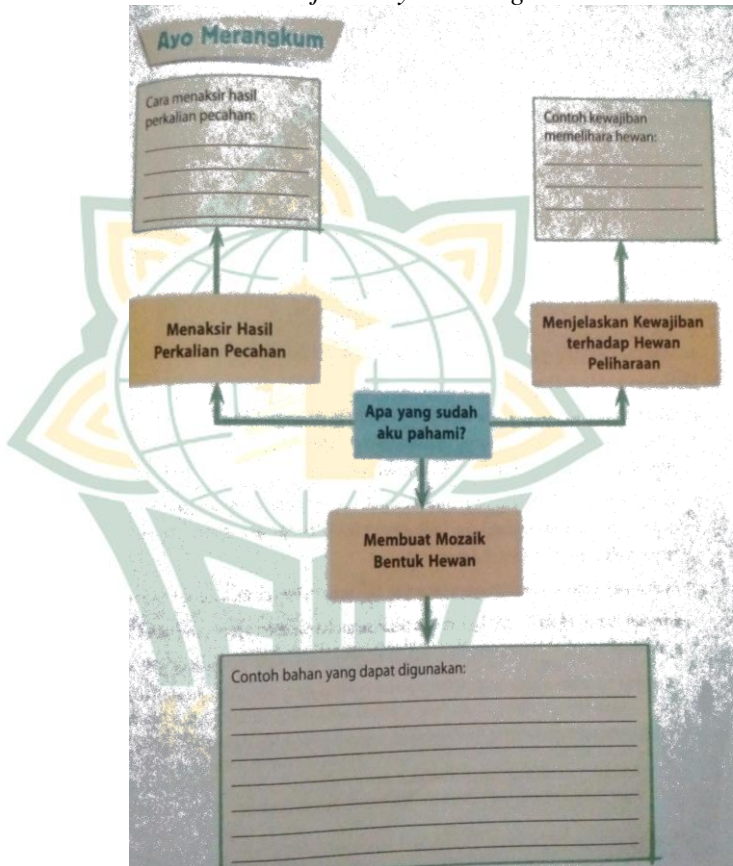 Ayo Merangkum
Cara menaksir hasil
perkalian pecahan:
Contoh kewajiban
memelihara hewan:
Menaksir Hasil
Perkalian Pecahan
Menjelaskan Kewajiban
terhadap Hewan
Peliharaan
Apa yang sudah
aku pahami?
Membuat Mozaik
Bentuk Hewan
Contoh bahan yang dapat digunakan: